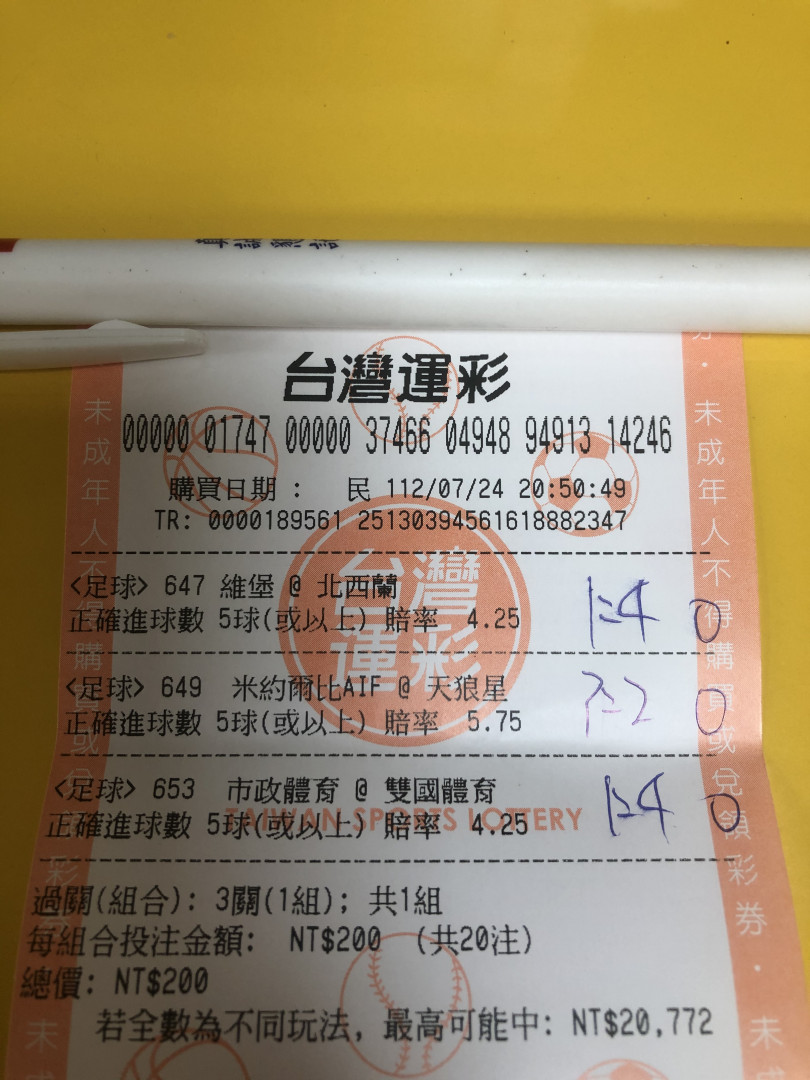 台灣運彩
00000 01747 00000 37466 04948 94913 14246
購買日期： 民 112/07/24 20:50:49
TR: 0000189561 25130394561618882347
<足球> 647 維堡 @ 北西蘭
正確進球數 5球(或以上) 賠率 4.25
1-4 0
<足球> 649 米約爾比AIF @ 天狼星
正確進球數 5球(或以上) 賠率 5.75
0
<足球> 653 市政體育 @ 雙國體育
正確進球數 5球(或以上) 賠率 4.25
1-4 0
TAIWAN SPORTS LOTTERY
過關(組合): 3關(1組); 共1組
每組合投注金額: NT$200 (共20注)
總價: NT$200
若全數為不同玩法, 最高可能中: NT$20,772
台灣運彩
未成年人不得購買或兌領彩券